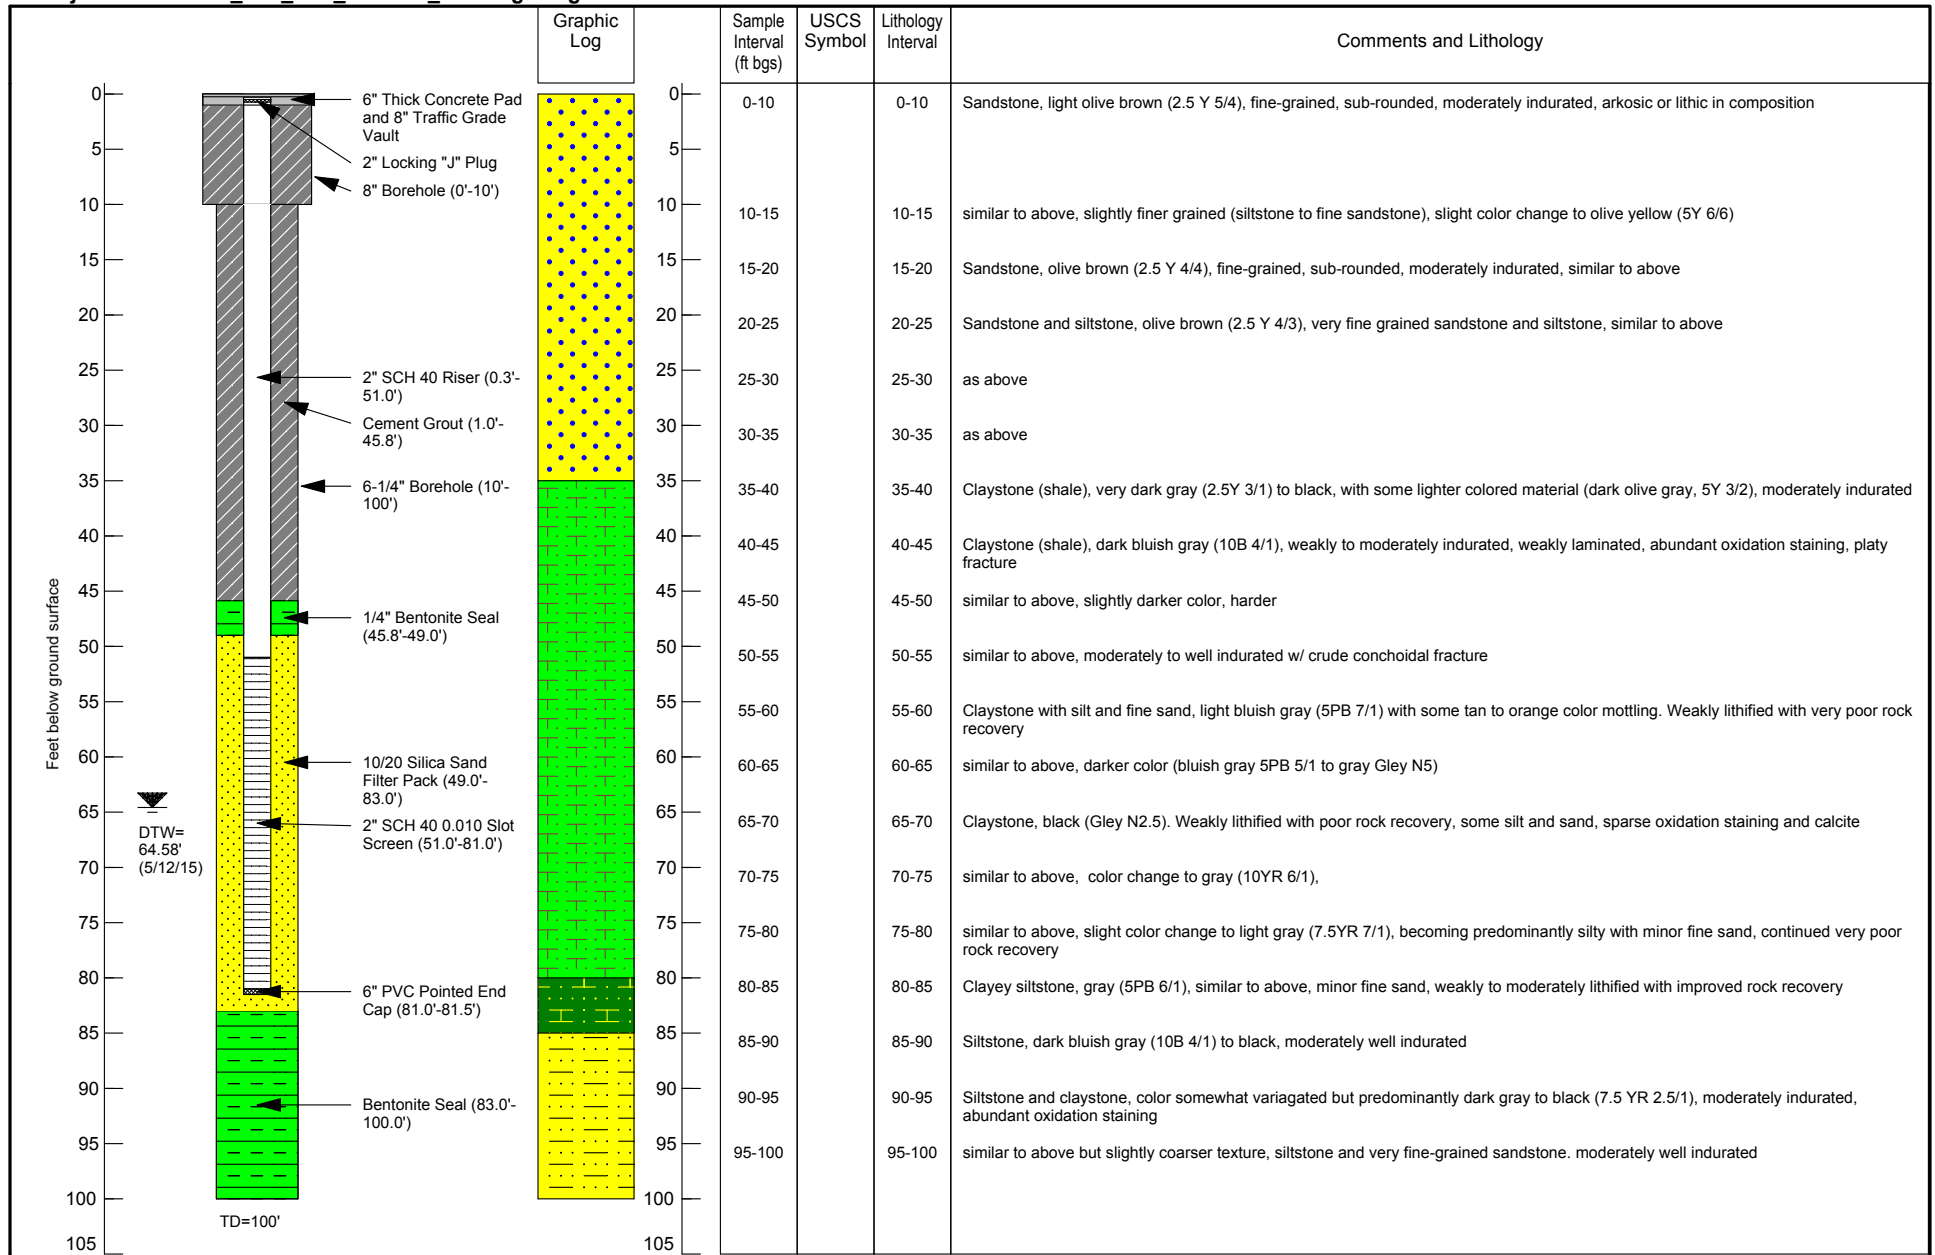 Graphic
Log
Sample
Interval
(ft bgs)
USCS
Symbol
Lithology
Interval
Comments and Lithology
Feet below ground surface
0
5
10
15
20
25
30
35
40
45
50
55
60
65
70
75
80
85
90
95
100
105
6" Thick Concrete Pad
and 8" Traffic Grade
Vault
2" Locking "J" Plug
8" Borehole (0'-10')
2" SCH 40 Riser (0.3'-
51.0')
Cement Grout (1.0'-
45.8')
6-1/4" Borehole (10'-
100')
1/4" Bentonite Seal
(45.8'-49.0')
10/20 Silica Sand
Filter Pack (49.0'-
83.0')
2" SCH 40 0.010 Slot
Screen (51.0'-81.0')
6" PVC Pointed End
Cap (81.0'-81.5')
Bentonite Seal (83.0'-
100.0')
DTW=
64.58'
(5/12/15)
TD=100'
0
5
10
15
20
25
30
35
40
45
50
55
60
65
70
75
80
85
90
95
100
105
0-10 0-10 Sandstone, light olive brown (2.5 Y 5/4), fine-grained, sub-rounded, moderately indurated, arkosic or lithic in composition
10-15 10-15 similar to above, slightly finer grained (siltstone to fine sandstone), slight color change to olive yellow (5Y 6/6)
15-20 15-20 Sandstone, olive brown (2.5 Y 4/4), fine-grained, sub-rounded, moderately indurated, similar to above
20-25 20-25 Sandstone and siltstone, olive brown (2.5 Y 4/3), very fine grained sandstone and siltstone, similar to above
25-30 25-30 as above
30-35 30-35 as above
35-40 35-40 Claystone (shale), very dark gray (2.5Y 3/1) to black, with some lighter colored material (dark olive gray, 5Y 3/2), moderately indurated
40-45 40-45 Claystone (shale), dark bluish gray (10B 4/1), weakly to moderately indurated, weakly laminated, abundant oxidation staining, platy
fracture
45-50 45-50 similar to above, slightly darker color, harder
50-55 50-55 similar to above, moderately to well indurated w/ crude conchoidal fracture
55-60 55-60 Claystone with silt and fine sand, light bluish gray (5PB 7/1) with some tan to orange color mottling. Weakly lithified with very poor rock
recovery
60-65 60-65 similar to above, darker color (bluish gray 5PB 5/1 to gray Gley N5)
65-70 65-70 Claystone, black (Gley N2.5). Weakly lithified with poor rock recovery, some silt and sand, sparse oxidation staining and calcite
70-75 70-75 similar to above, color change to gray (10YR 6/1),
75-80 75-80 similar to above, slight color change to light gray (7.5YR 7/1), becoming predominantly silty with minor fine sand, continued very poor
rock recovery
80-85 80-85 Clayey siltstone, gray (5PB 6/1), similar to above, minor fine sand, weakly to moderately lithified with improved rock recovery
85-90 85-90 Siltstone, dark bluish gray (10B 4/1) to black, moderately well indurated
90-95 90-95 Siltstone and claystone, color somewhat variagated but predominantly dark gray to black (7.5 YR 2.5/1), moderately indurated,
abundant oxidation staining
95-100 95-100 similar to above but slightly coarser texture, siltstone and very fine-grained sandstone. moderately well indurated